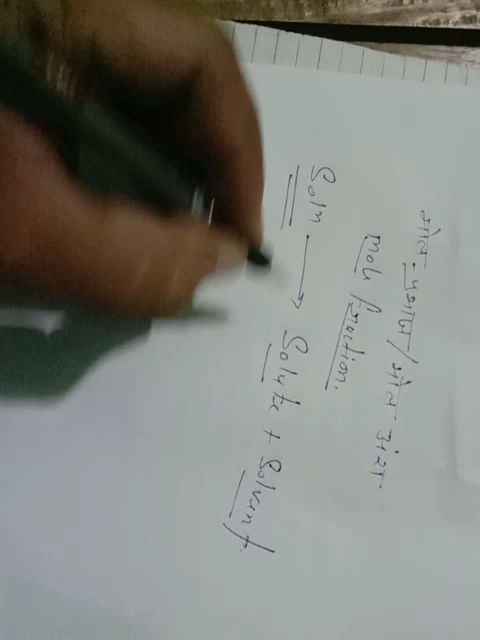 मोल-प्रभाज/मोल अंश
mole fraction.
Soln → Solute + Solvent.